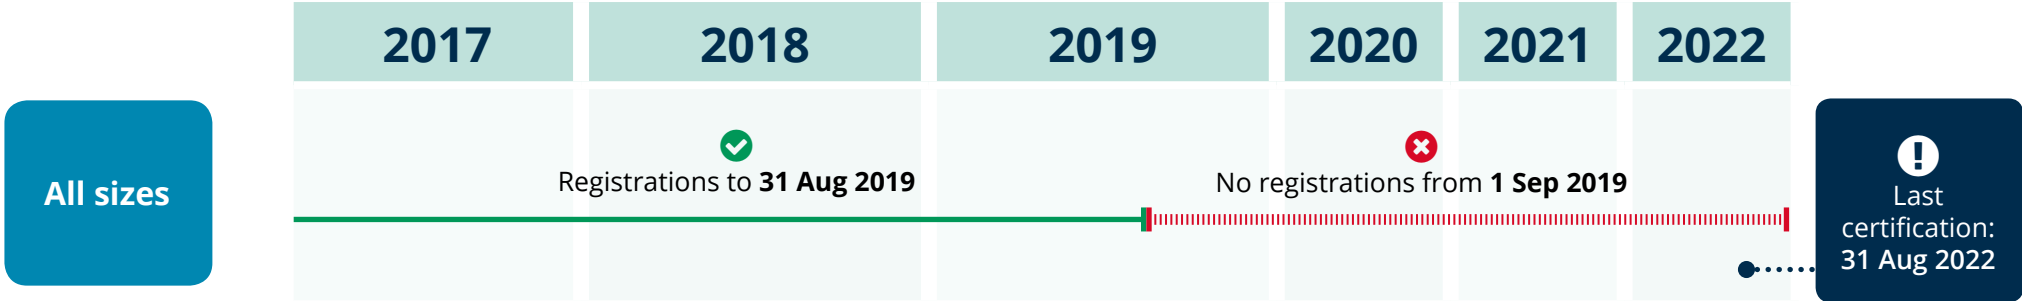 2017 2018 2019 2020 2021 2022
All sizes
Registrations to 31 Aug 2019
No registrations from 1 Sep 2019
Last
certification:
31 Aug 2022